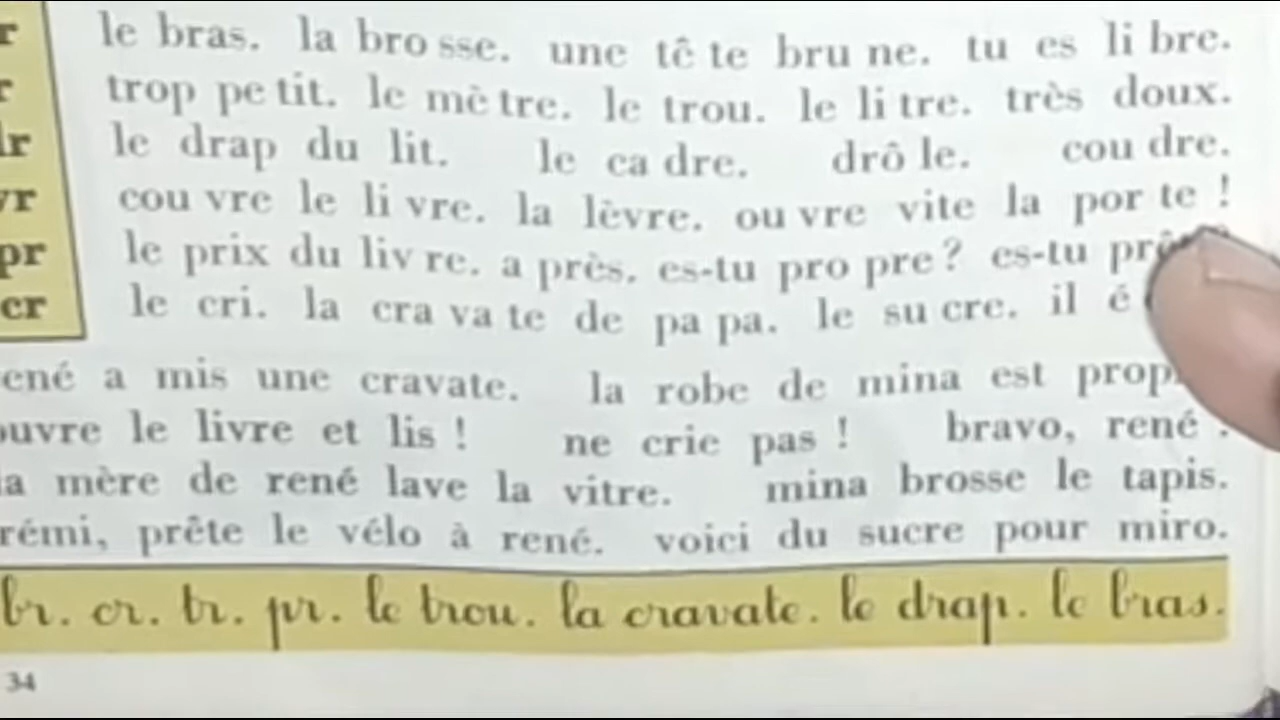 r le bras. la bro sse. une tê te bru ne. tu es li bre.
r trop pe tit. le mè tre. le trou. le li tre. très doux.
dr le drap du lit. le ca dre. drô le. cou dre.
vr cou vre le li vre. la lèvre. ou vre vite la por te !
pr le prix du liv re. a près. es-tu pro pre ? es-tu
cr le cri. la cra va te de pa pa. le su cre. il é
ené a mis une cravate. la robe de mina est prop
ouvre le livre et lis ! ne crie pas ! bravo, rené !
la mère de rené lave la vitre. mina brosse le tapis.
rémi, prête le vélo à rené. voici du sucre pour miro.
br. cr. tr. pr. le trou. la cravate. le drap. le bras.
34